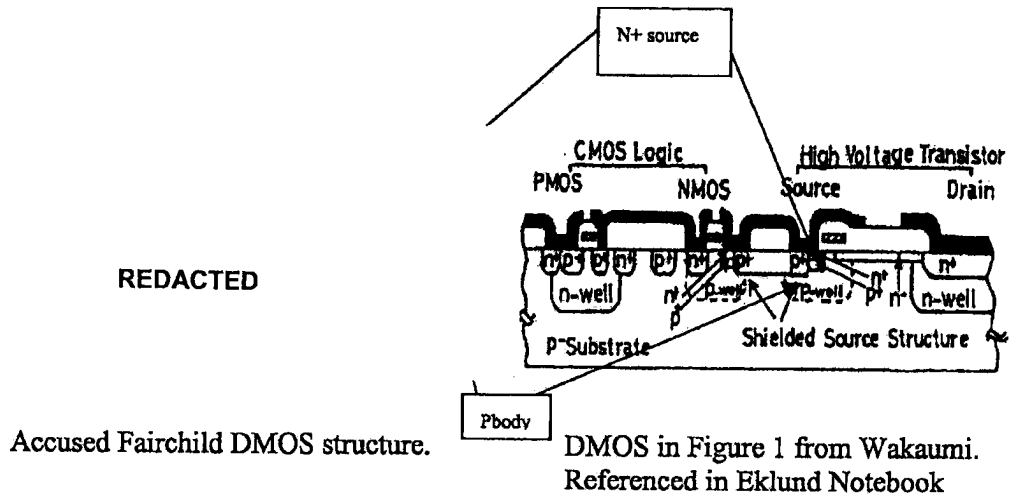 N+ source
CMOS Logic
High Voltage Transistor
PMOS
NMOS
Source
Drain
n+ p+ p+ n+ p+ n+ p+ p+ n+
n-well
n+
p
p-well
p-well
n+
p+
n-
n-well
Shielded Source Structure
p-Substrate
REDACTED
Pbody
Accused Fairchild DMOS structure.
DMOS in Figure 1 from Wakaumi.
Referenced in Eklund Notebook